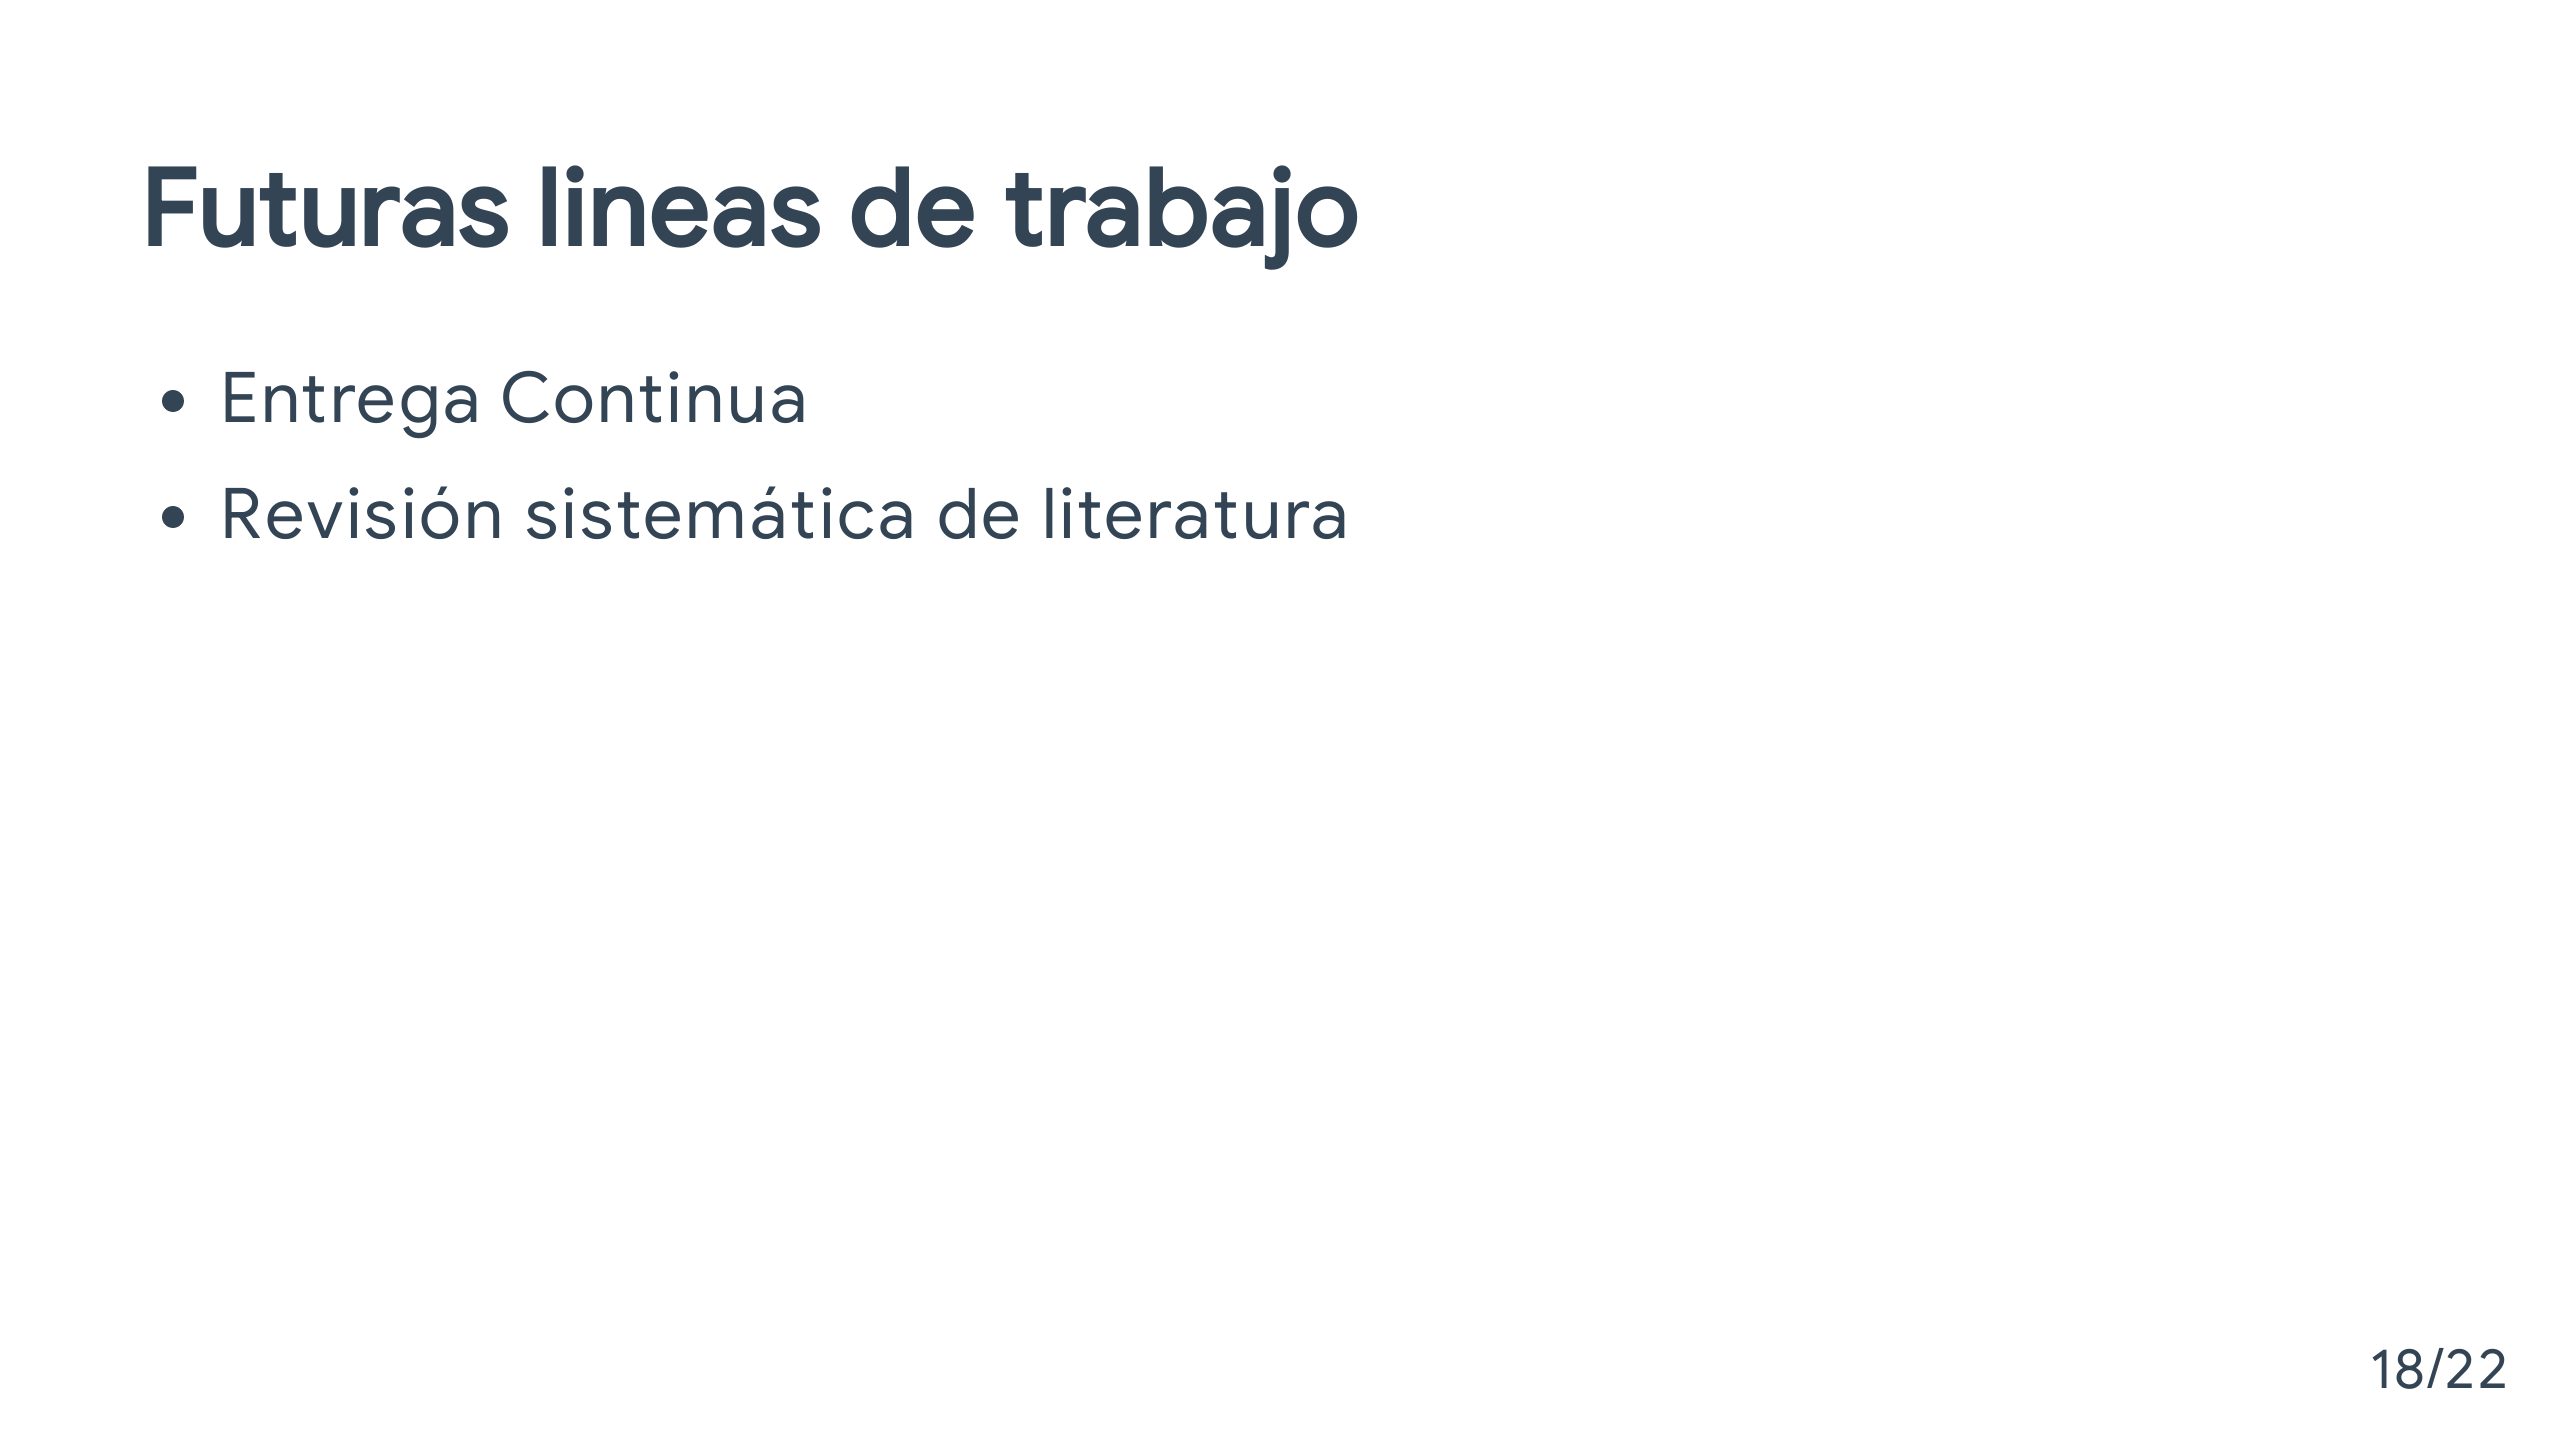 Futuras lineas de trabajo
• Entrega Continua
• Revisión sistemática de literatura
18/22